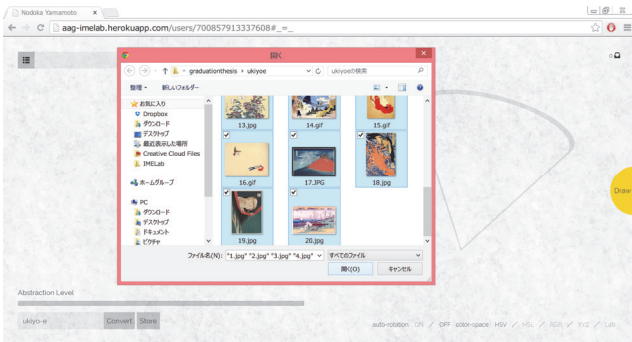 Nodoka Yamamoto
aag-imelab.herokuapp.com/users/700857913337608#_=_
開く
graduationthesis
ukiyoe
ukiyoeの検索
整理
新しいフォルダー
お気に入り
Dropbox
ダウンロード
デスクトップ
最近表示した場所
Creative Cloud Files
IMELab
ホームグループ
PC
ダウンロード
デスクトップ
ドキュメント
ピクチャ
13.jpg
14.gif
15.gif
16.gif
17.JPG
18.jpg
19.jpg
20.jpg
ファイル名(N):
"1.jpg" "2.jpg" "3.jpg" "4.jpg"
すべてのファイル
開く(O)
キャンセル
Draw
Abstraction Level
ukiyo-e
Convert
Store
auto-rotation ON / OFF color-space HSV / HSL / RGB / XYZ / Lab